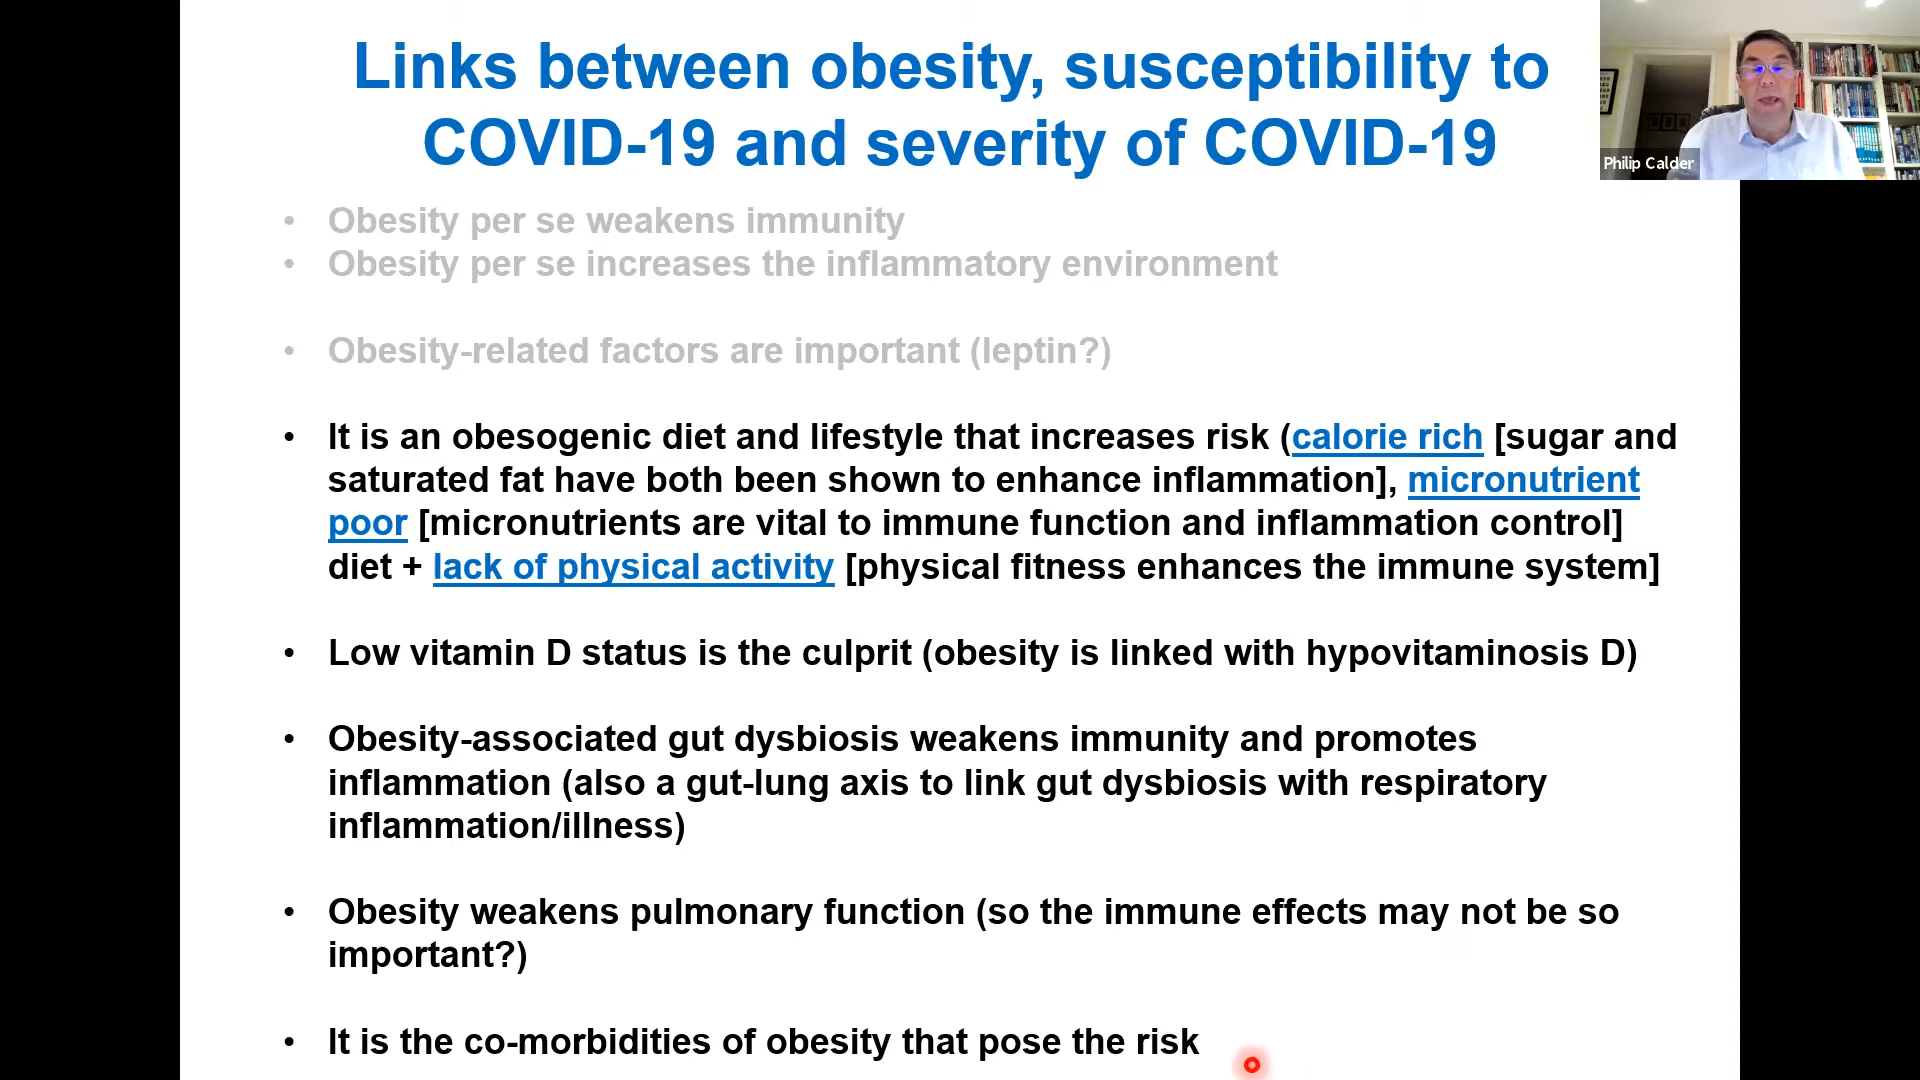 Links between obesity, susceptibility to
COVID-19 and severity of COVID-19
Philip Calder
• Obesity per se weakens immunity
• Obesity per se increases the inflammatory environment
• Obesity-related factors are important (leptin?)
• It is an obesogenic diet and lifestyle that increases risk (calorie rich [sugar and
saturated fat have both been shown to enhance inflammation], micronutrient
poor [micronutrients are vital to immune function and inflammation control]
diet + lack of physical activity [physical fitness enhances the immune system]
• Low vitamin D status is the culprit (obesity is linked with hypovitaminosis D)
• Obesity-associated gut dysbiosis weakens immunity and promotes
inflammation (also a gut-lung axis to link gut dysbiosis with respiratory
inflammation/illness)
• Obesity weakens pulmonary function (so the immune effects may not be so
important?)
• It is the co-morbidities of obesity that pose the risk